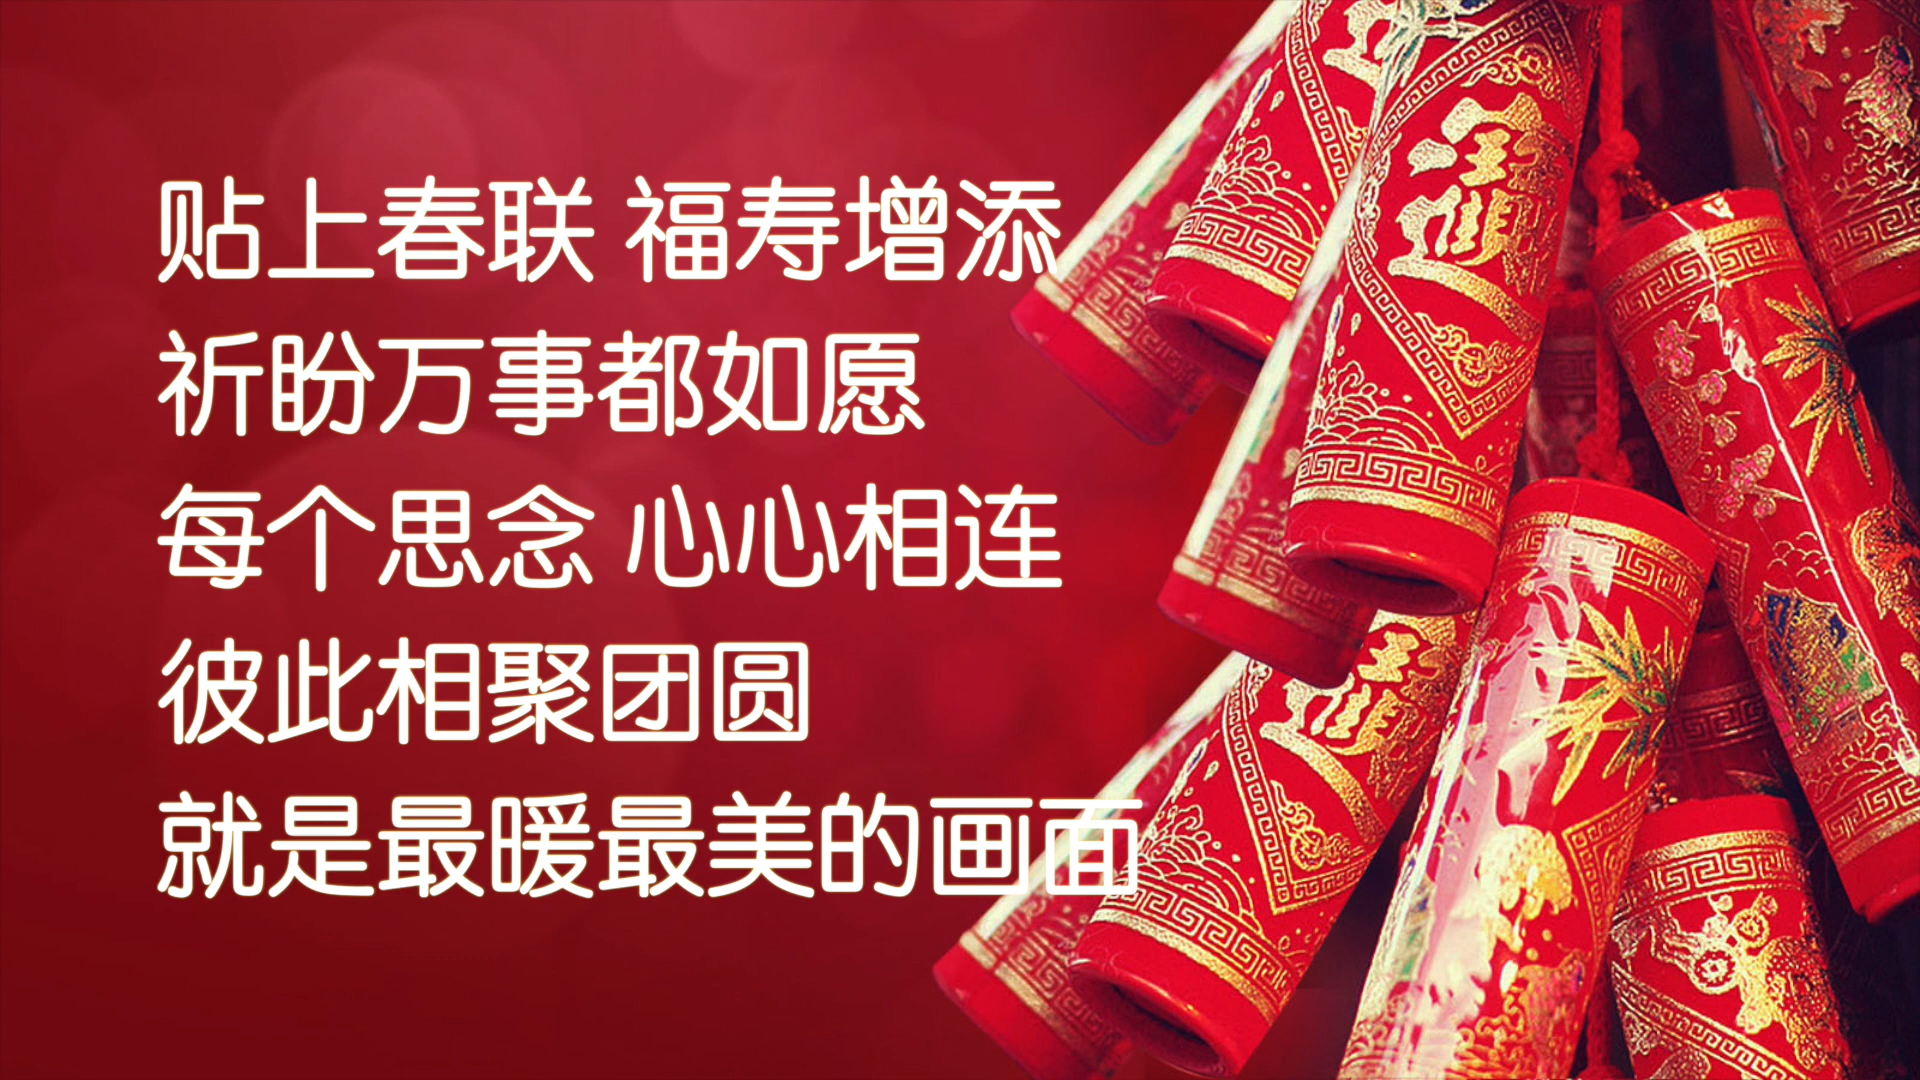 贴上春联 福寿增添
祈盼万事都如愿
每个思念 心心相连
彼此相聚团圆
就是最暖最美的画面